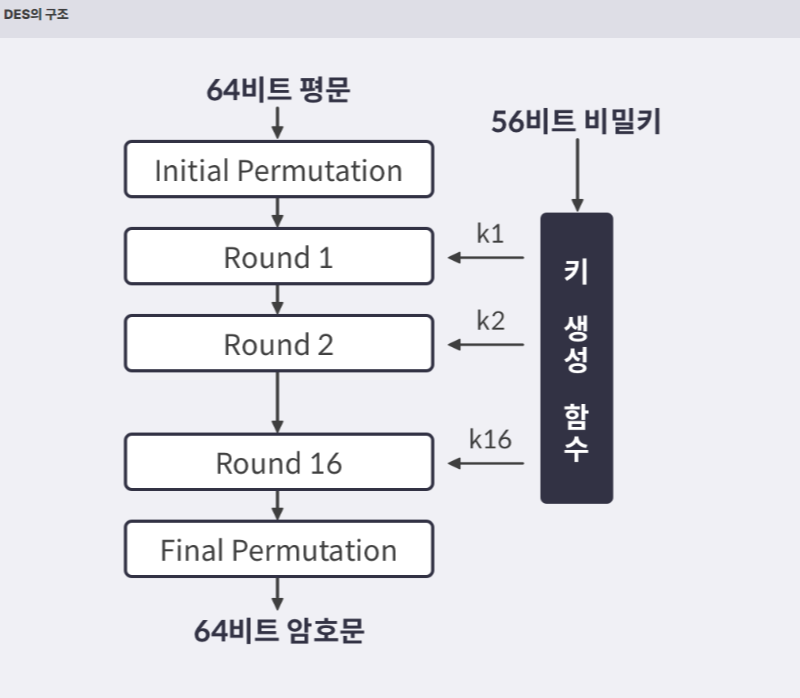 DES의 구조
64비트 평문
56비트 비밀키
Initial Permutation
Round 1
k1
Round 2
k2
Round 16
k16
키 생성 함수
Final Permutation
64비트 암호문